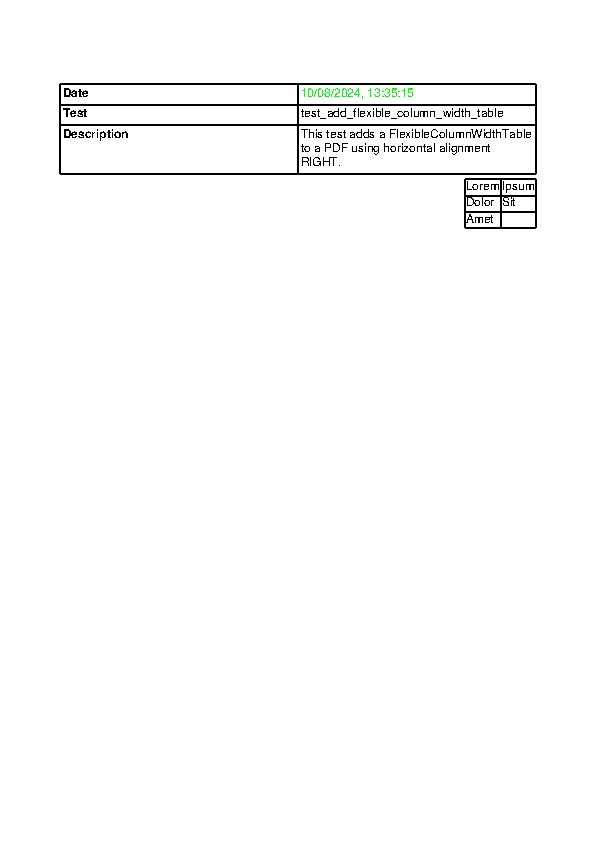 Date 10/08/2024, 13:35:15
Test test_add_flexible_column_width_table
Description This test adds a FlexibleColumnWidthTable
to a PDF using horizontal alignment
RIGHT.
Lorem Ipsum
Dolor Sit
Amet